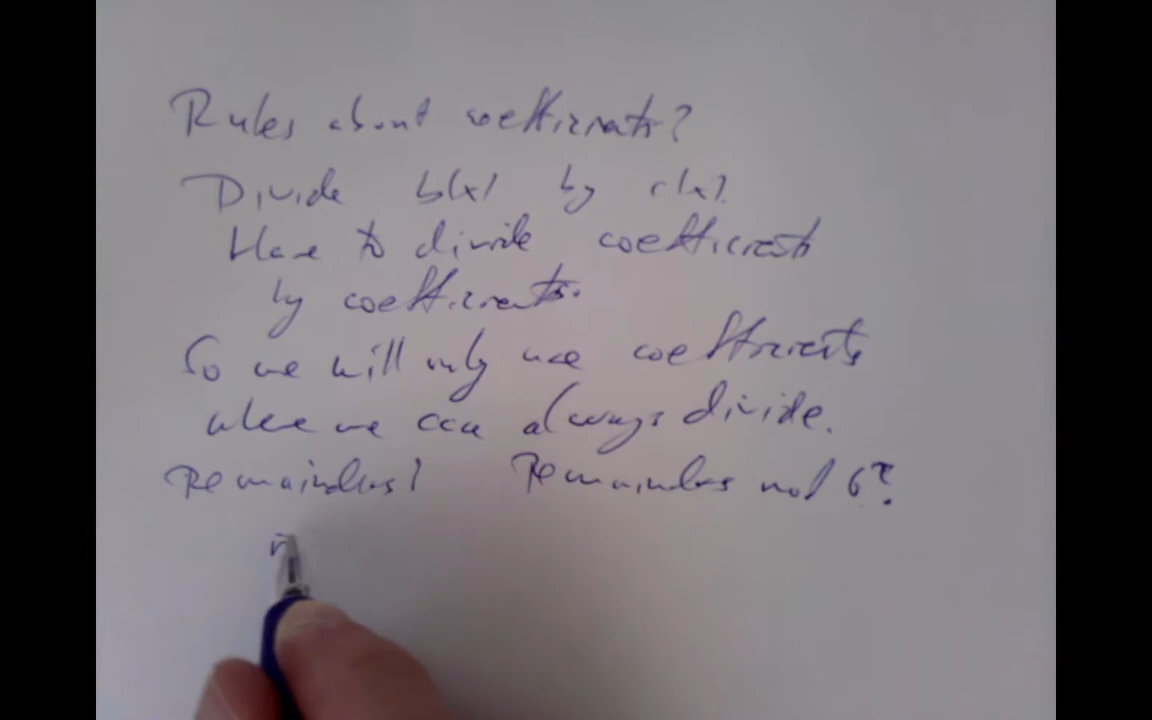 Rules about coefficients?
Divide b(x) by c(x).
Have to divide coefficients
by coefficients.
So we will only use coefficients
where we can always divide.
Remainders? Remainders mod 6?